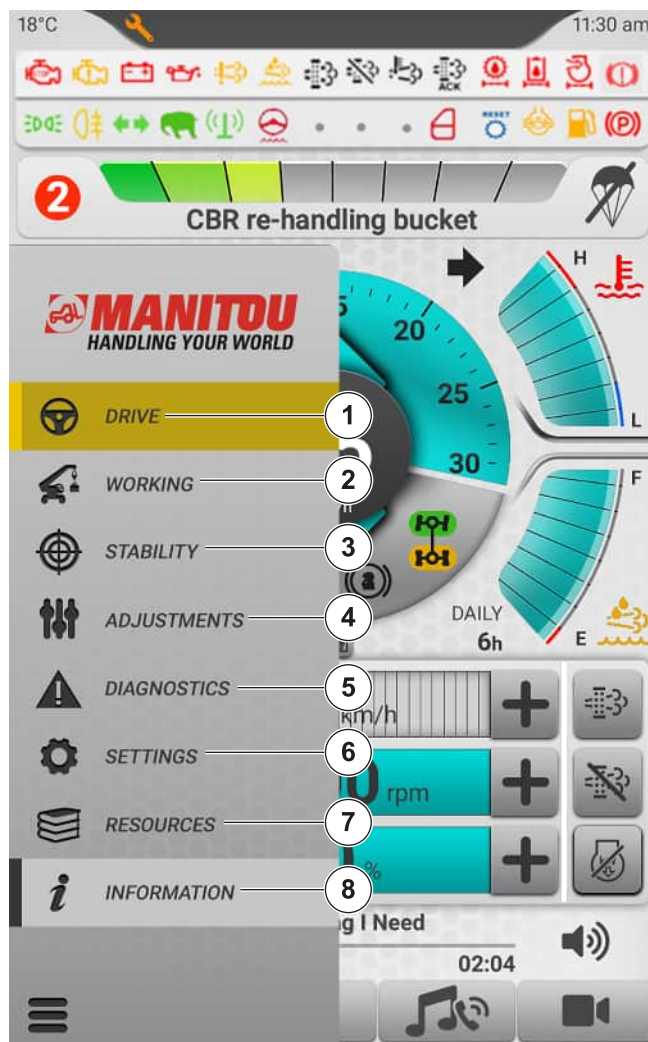 18°C 11:30 am
STOP
ACK
RESET
2 CBR re-handling bucket
MANITOU
HANDLING YOUR WORLD
H
20
25
L
30
F
DRIVE 1
WORKING 2
STABILITY 3
ADJUSTMENTS 4
DAILY
6h
E
DIAGNOSTICS 5
km/h
SETTINGS 6
rpm
RESOURCES 7
%
INFORMATION 8
g I Need
02:04